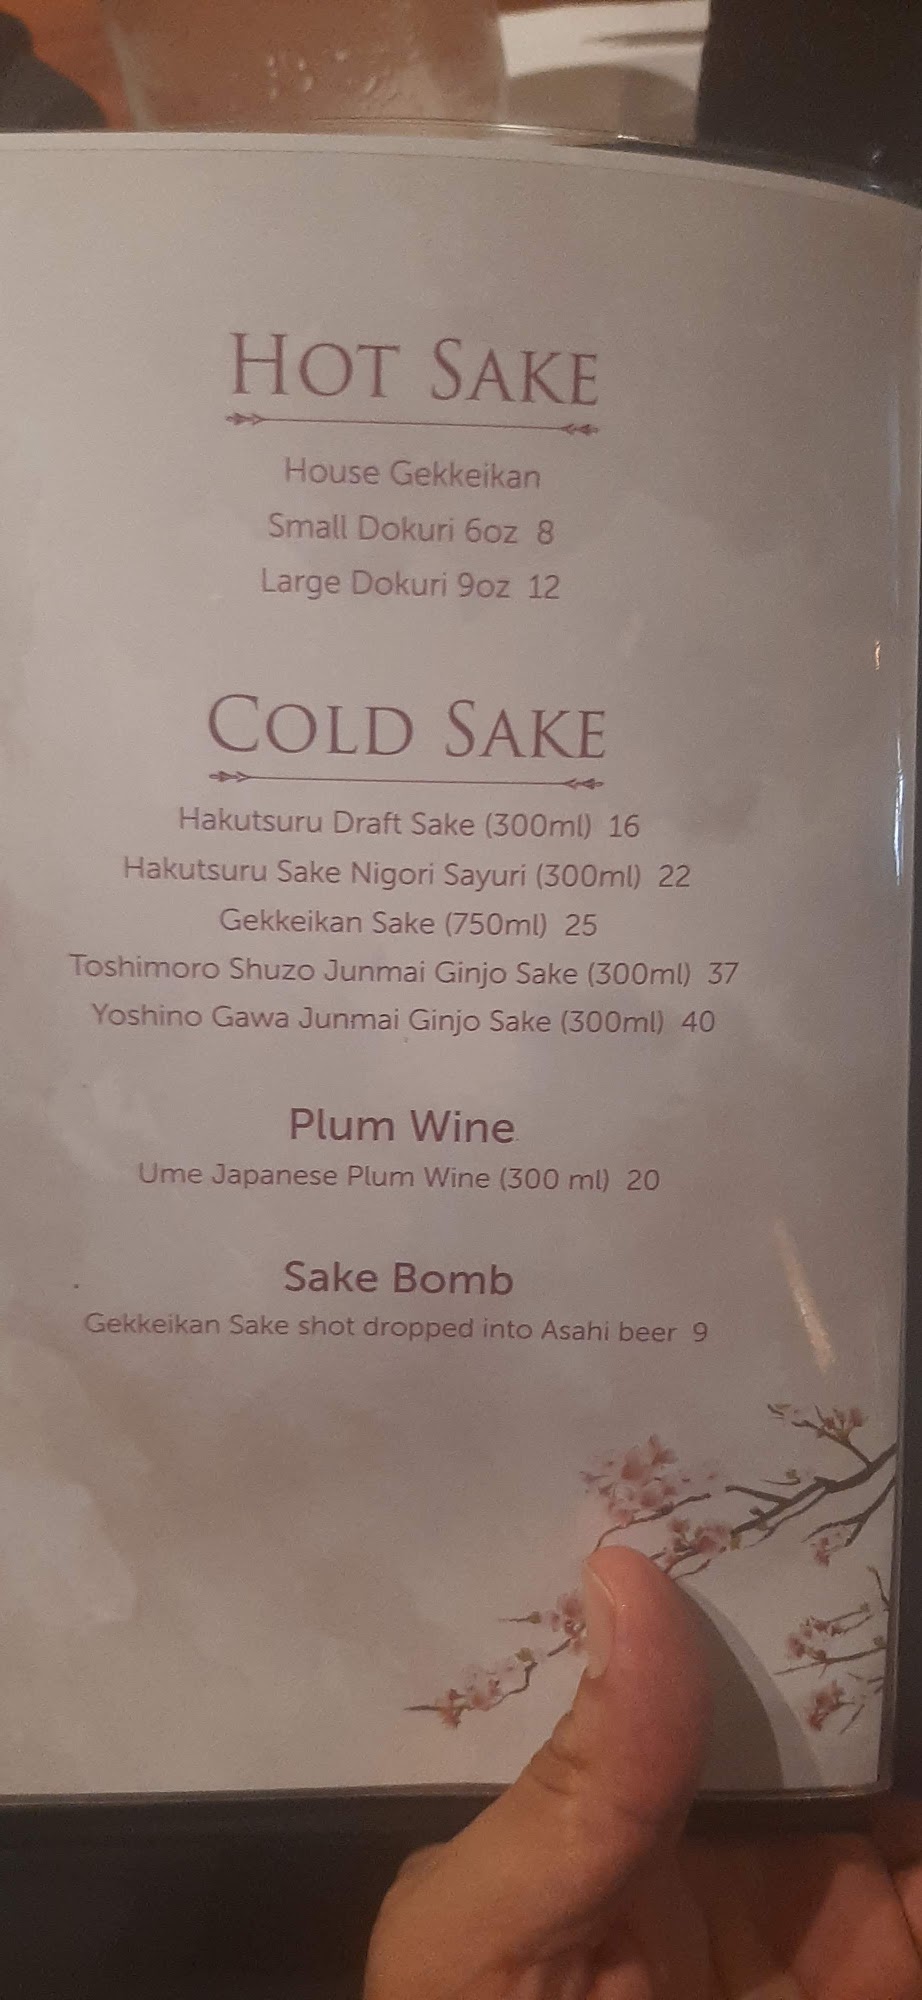 HOT SAKE
House Gekkeikan
Small Dokuri 6oz 8
Large Dokuri 9oz 12
COLD SAKE
Hakutsuru Draft Sake (300ml) 16
Hakutsuru Sake Nigori Sayuri (300ml) 22
Gekkeikan Sake (750ml) 25
Toshimoro Shuzo Junmai Ginjo Sake (300ml) 37
Yoshino Gawa Junmai Ginjo Sake (300ml) 40
Plum Wine
Ume Japanese Plum Wine (300 ml) 20
Sake Bomb
Gekkeikan Sake shot dropped into Asahi beer 9